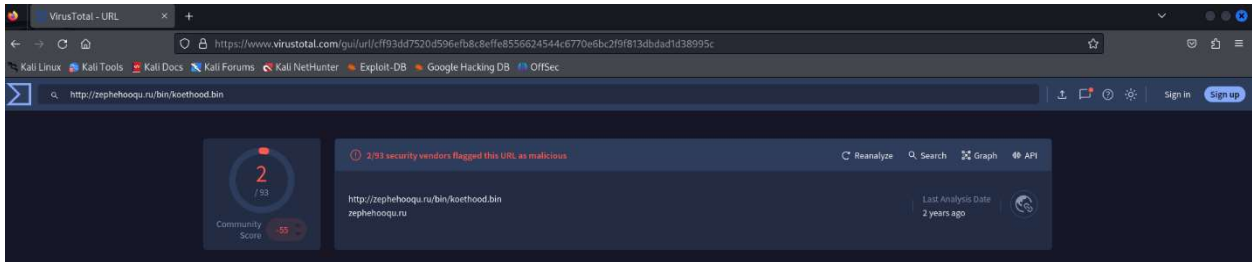 VirusTotal - URL
https://www.virustotal.com/gui/url/cff93dd7520d596efb8c8effe8556624544c6770e6bc2f9f813dbdad1d38995c
Kali Linux Kali Tools Kali Docs Kali Forums Kali NetHunter Exploit-DB Google Hacking DB OffSec
http://zephehooqu.ru/bin/koethood.bin Sign in Sign up
2/93 security vendors flagged this URL as malicious Reanalyze Search Graph API
2
/ 93
http://zephehooqu.ru/bin/koethood.bin
zephehooqu.ru
Last Analysis Date
2 years ago
Community
Score
-55